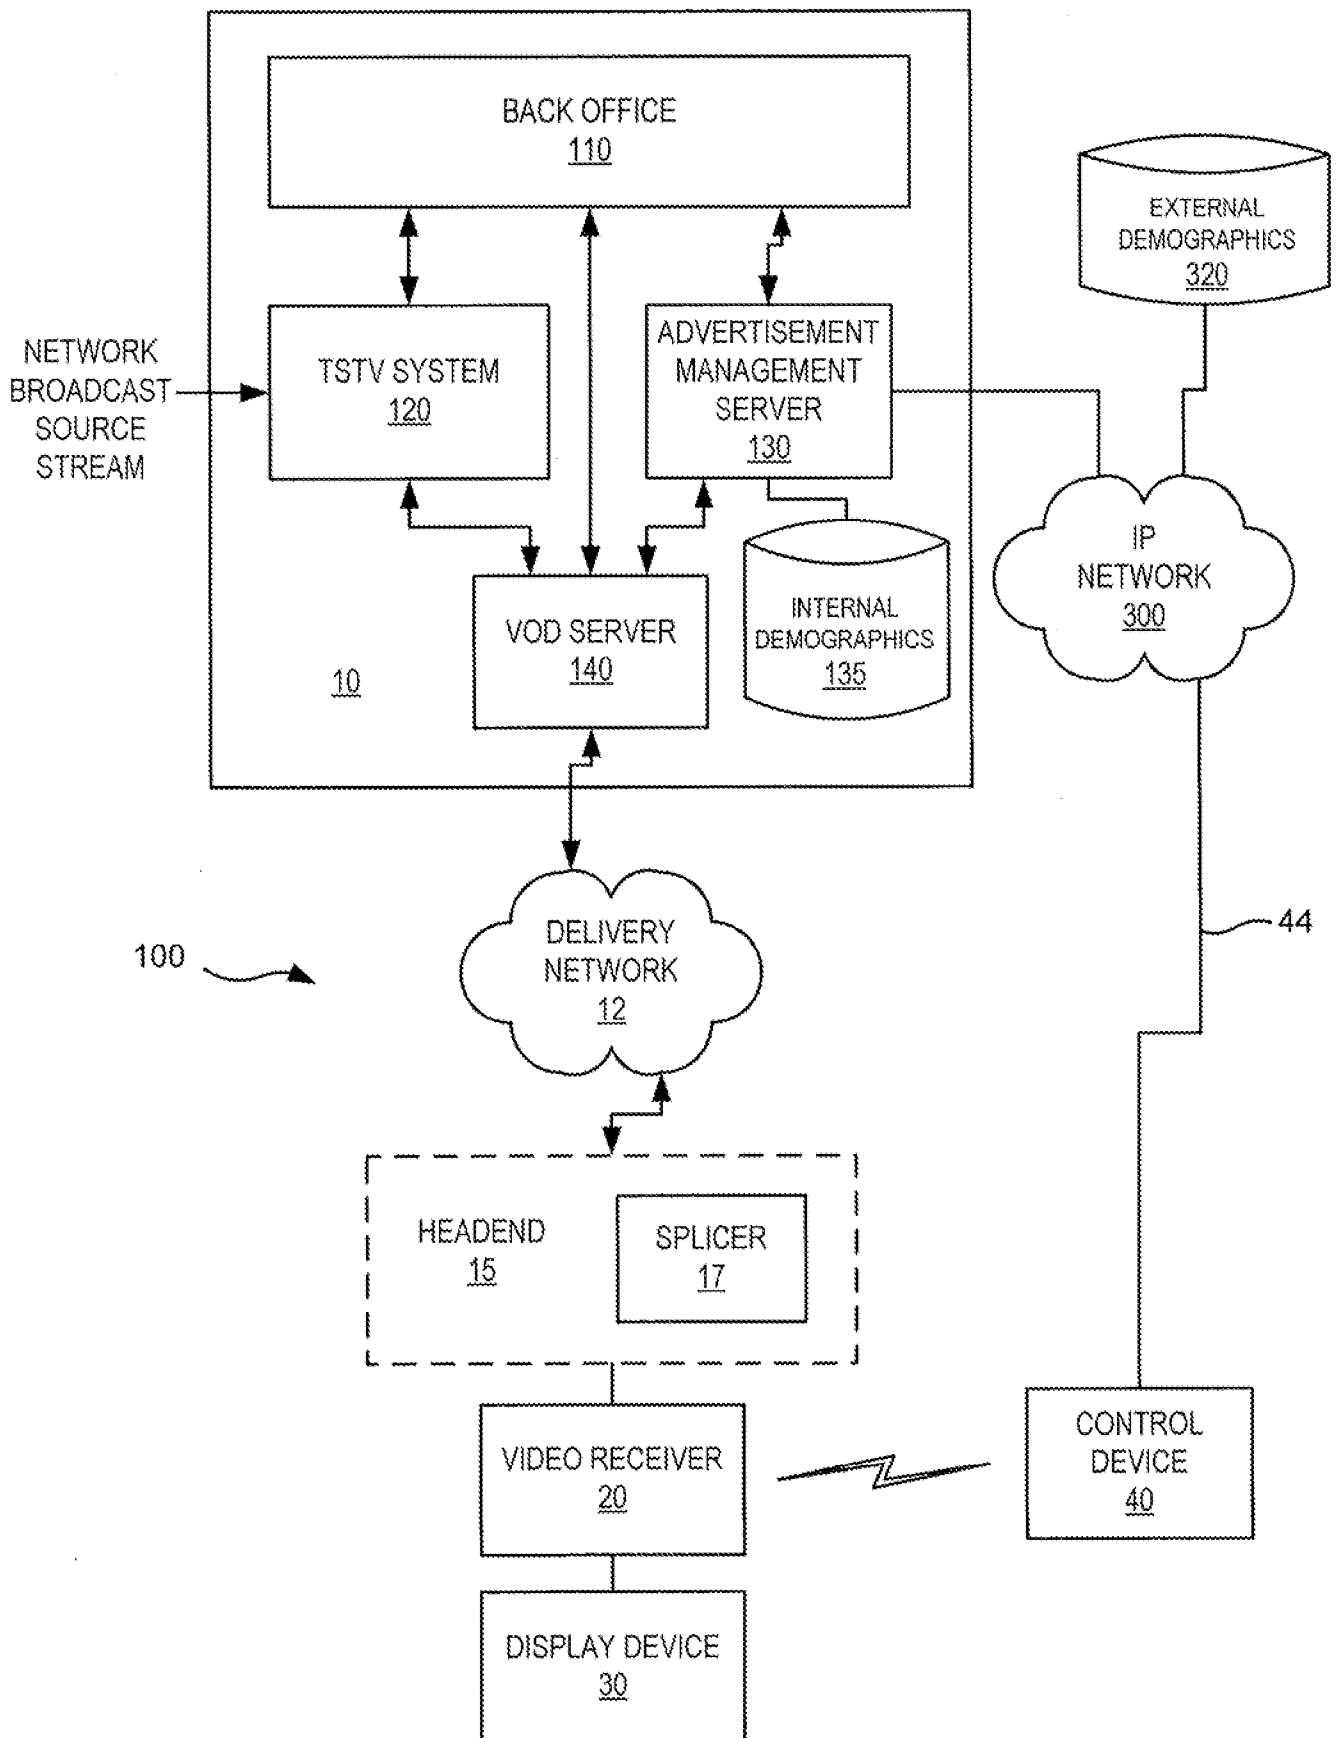 BACK OFFICE
110
EXTERNAL
DEMOGRAPHICS
320
NETWORK
BROADCAST
SOURCE
STREAM
TSTV SYSTEM
120
ADVERTISEMENT
MANAGEMENT
SERVER
130
IP
NETWORK
300
VOD SERVER
140
INTERNAL
DEMOGRAPHICS
135
10
DELIVERY
NETWORK
12
100
44
HEADEND
15
SPLICER
17
VIDEO RECEIVER
20
CONTROL
DEVICE
40
DISPLAY DEVICE
30